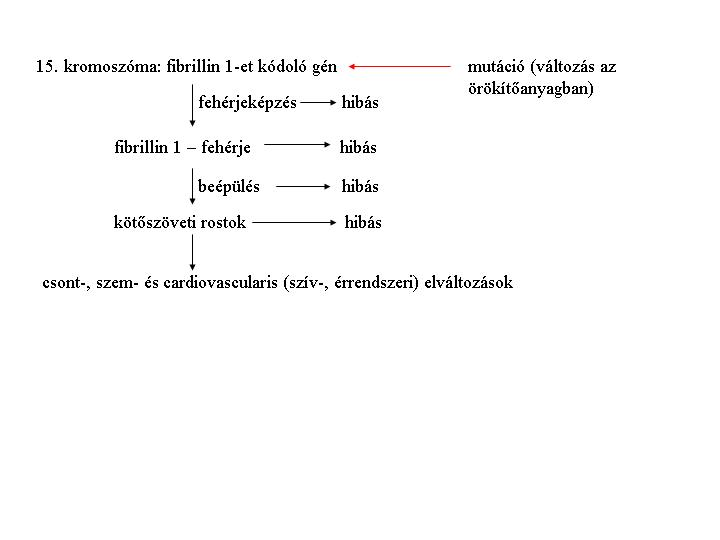 15. kromoszóma: fibrillin 1-et kódoló gén
mutáció (változás az
örökítőanyagban)
fehérjeképzés hibás
fibrillin 1 – fehérje hibás
beépülés hibás
kötőszöveti rostok hibás
csont-, szem- és cardiovascularis (szív-, érrendszeri) elváltozások